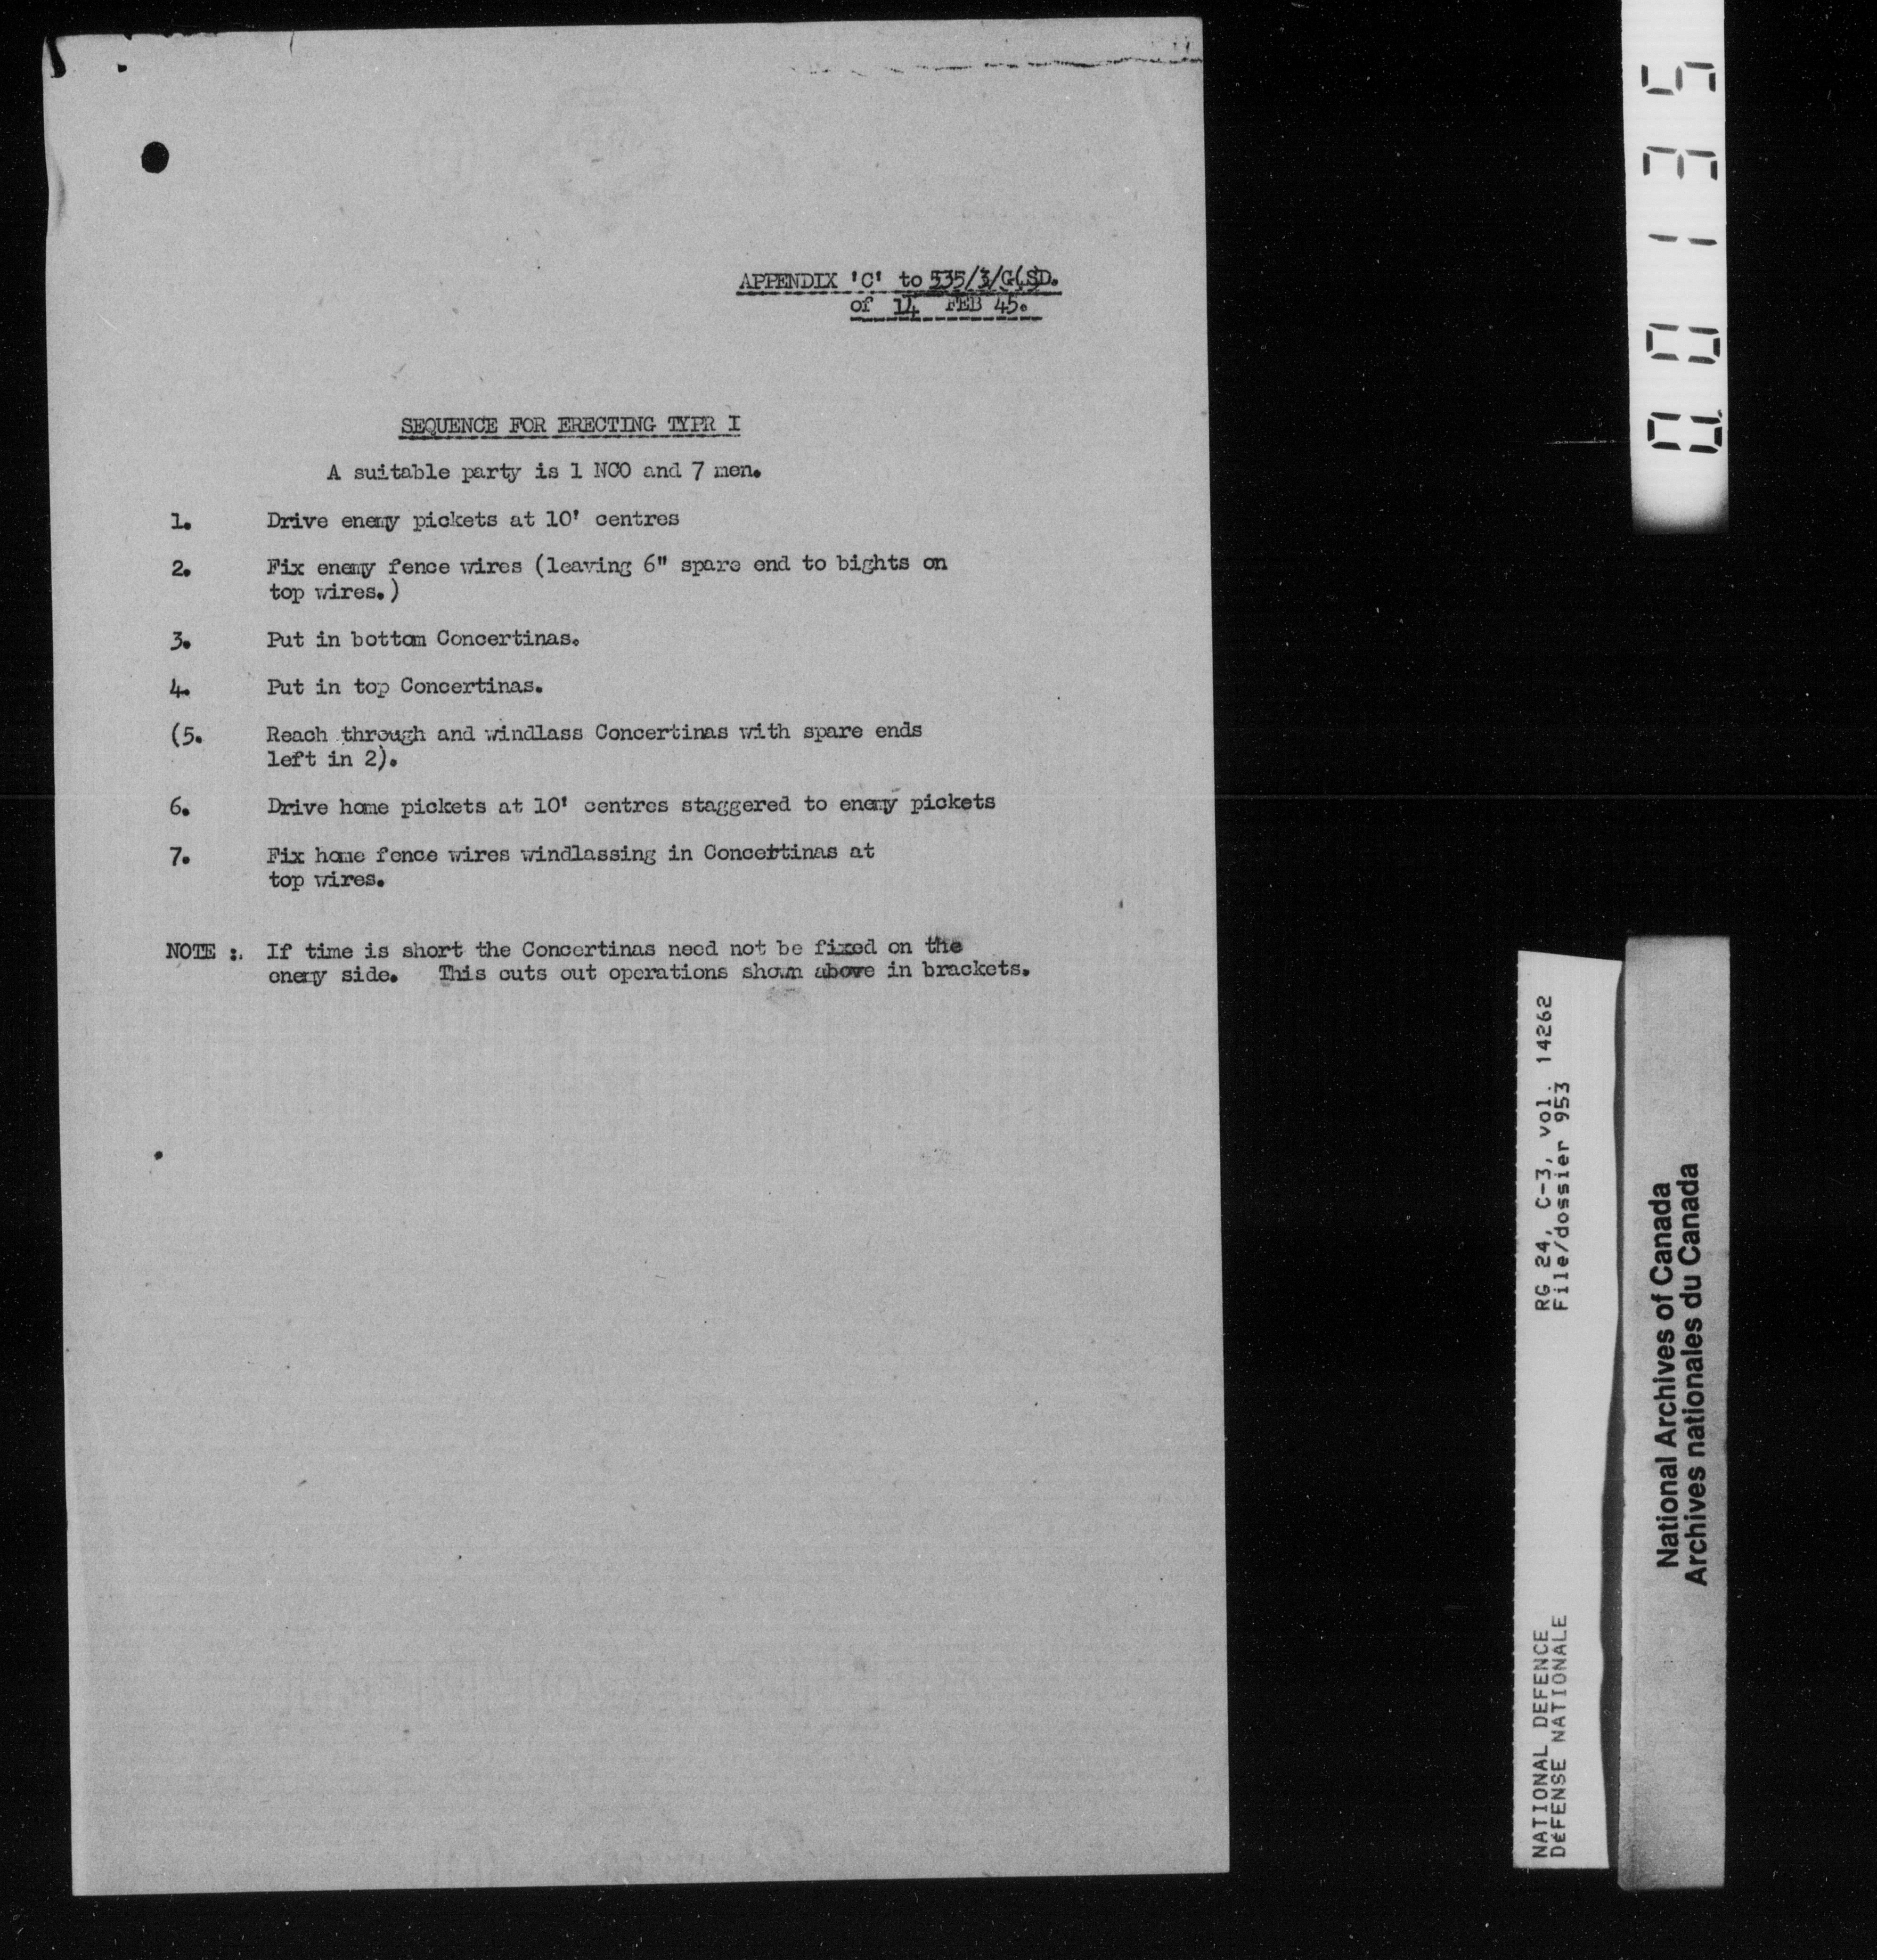 APPENDIX 'C' to 535/3/G(SD.
of 14 FEB 45.
SEQUENCE FOR ERECTING TYPR I
A suitable party is 1 NCO and 7 men.
1. Drive enemy pickets at 10' centres
2. Fix enemy fence wires (leaving 6" spare end to bights on
top wires.)
3. Put in bottom Concertinas.
4. Put in top Concertinas.
(5. Reach through and windlass Concertinas with spare ends
left in 2).
6. Drive home pickets at 10' centres staggered to enemy pickets
7. Fix home fence wires windlassing in Concertinas at
top wires.
NOTE :. If time is short the Concertinas need not be fixed on the
enemy side. This cuts out operations shown above in brackets.
00135
RG 24, C-3, vol. 14262
File/dossier 953
NATIONAL DEFENCE
DéFENSE NATIONALE
National Archives of Canada
Archives nationales du Canada